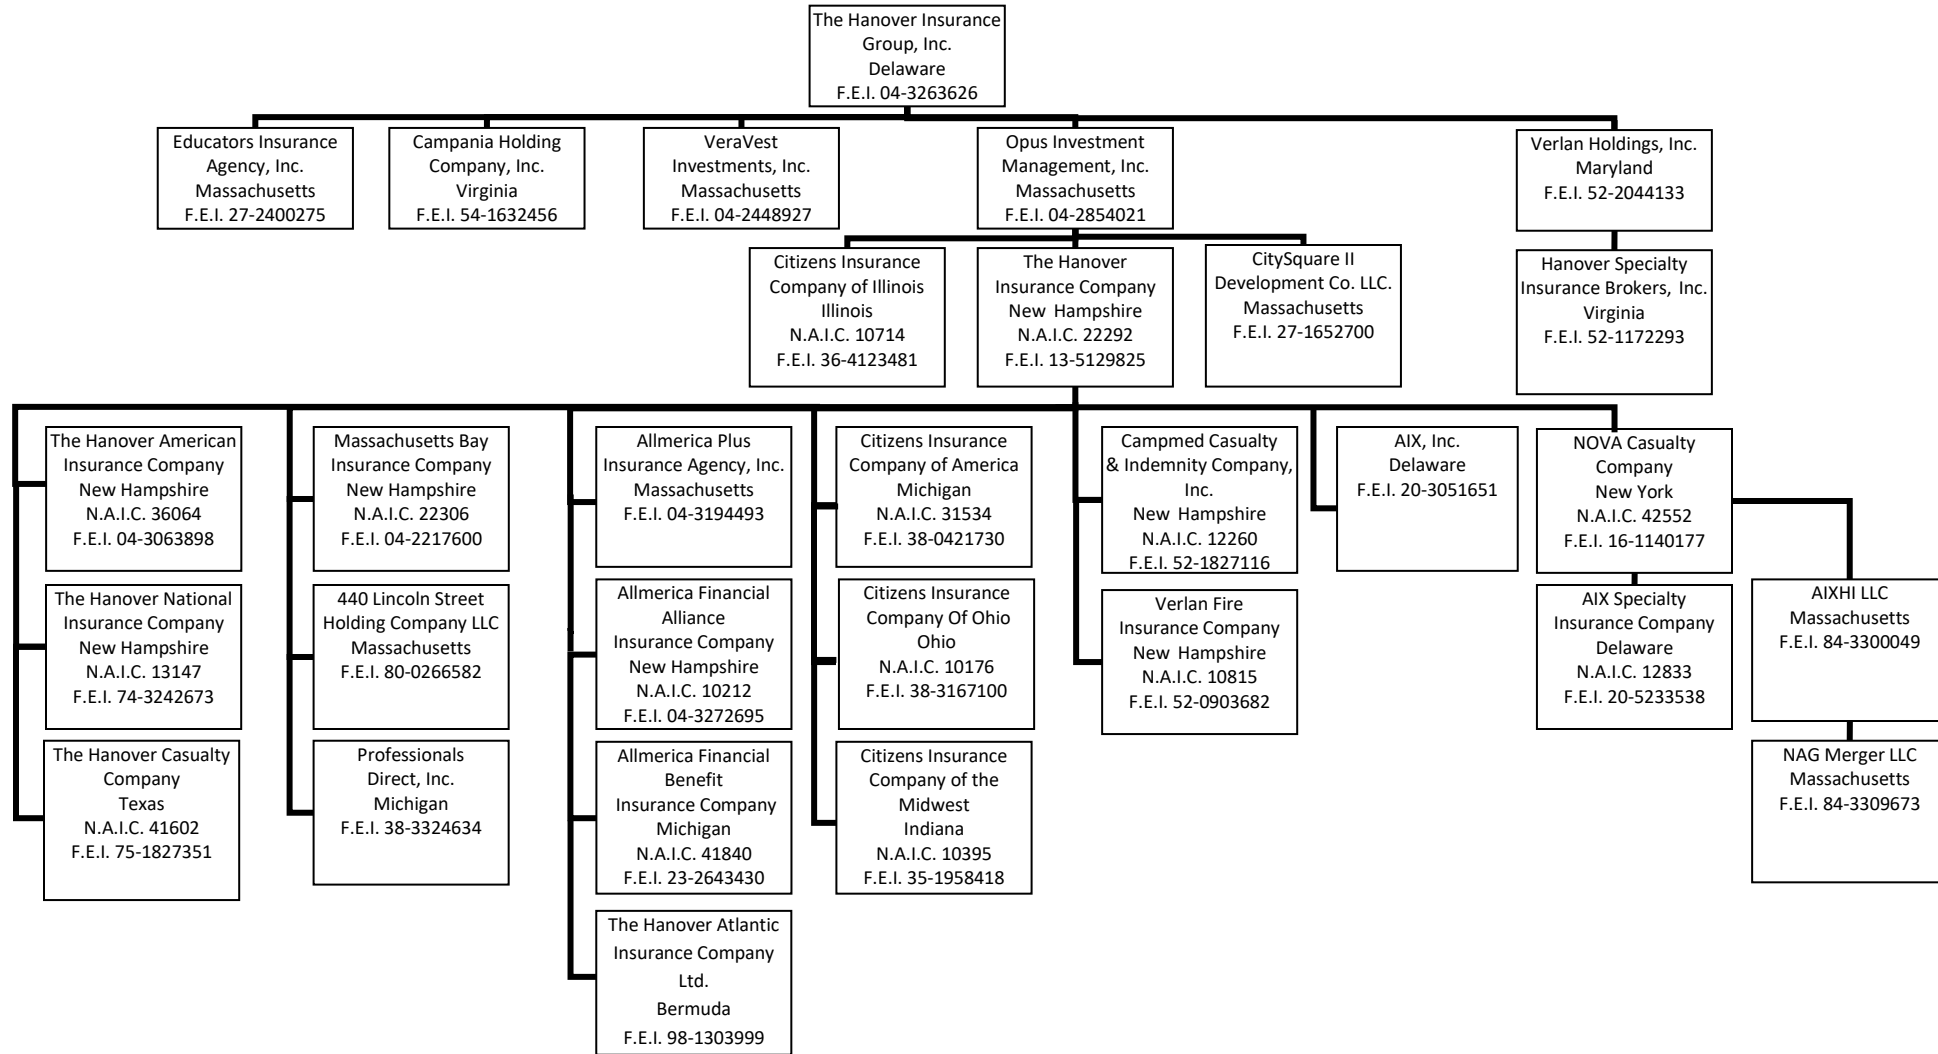 The Hanover Insurance
Group, Inc.
Delaware
F.E.I. 04-3263626
Educators Insurance
Agency, Inc.
Massachusetts
F.E.I. 27-2400275
Campania Holding
Company, Inc.
Virginia
F.E.I. 54-1632456
VeraVest
Investments, Inc.
Massachusetts
F.E.I. 04-2448927
Opus Investment
Management, Inc.
Massachusetts
F.E.I. 04-2854021
Verlan Holdings, Inc.
Maryland
F.E.I. 52-2044133
Citizens Insurance
Company of Illinois
Illinois
N.A.I.C. 10714
F.E.I. 36-4123481
The Hanover
Insurance Company
New Hampshire
N.A.I.C. 22292
F.E.I. 13-5129825
CitySquare II
Development Co. LLC.
Massachusetts
F.E.I. 27-1652700
Hanover Specialty
Insurance Brokers, Inc.
Virginia
F.E.I. 52-1172293
The Hanover American
Insurance Company
New Hampshire
N.A.I.C. 36064
F.E.I. 04-3063898
Massachusetts Bay
Insurance Company
New Hampshire
N.A.I.C. 22306
F.E.I. 04-2217600
Allmerica Plus
Insurance Agency, Inc.
Massachusetts
F.E.I. 04-3194493
Citizens Insurance
Company of America
Michigan
N.A.I.C. 31534
F.E.I. 38-0421730
Campmed Casualty
& Indemnity Company,
Inc.
New Hampshire
N.A.I.C. 12260
F.E.I. 52-1827116
AIX, Inc.
Delaware
F.E.I. 20-3051651
NOVA Casualty
Company
New York
N.A.I.C. 42552
F.E.I. 16-1140177
The Hanover National
Insurance Company
New Hampshire
N.A.I.C. 13147
F.E.I. 74-3242673
440 Lincoln Street
Holding Company LLC
Massachusetts
F.E.I. 80-0266582
Allmerica Financial
Alliance
Insurance Company
New Hampshire
N.A.I.C. 10212
F.E.I. 04-3272695
Citizens Insurance
Company Of Ohio
Ohio
N.A.I.C. 10176
F.E.I. 38-3167100
Verlan Fire
Insurance Company
New Hampshire
N.A.I.C. 10815
F.E.I. 52-0903682
AIX Specialty
Insurance Company
Delaware
N.A.I.C. 12833
F.E.I. 20-5233538
AIXHI LLC
Massachusetts
F.E.I. 84-3300049
The Hanover Casualty
Company
Texas
N.A.I.C. 41602
F.E.I. 75-1827351
Professionals
Direct, Inc.
Michigan
F.E.I. 38-3324634
Allmerica Financial
Benefit
Insurance Company
Michigan
N.A.I.C. 41840
F.E.I. 23-2643430
Citizens Insurance
Company of the
Midwest
Indiana
N.A.I.C. 10395
F.E.I. 35-1958418
NAG Merger LLC
Massachusetts
F.E.I. 84-3309673
The Hanover Atlantic
Insurance Company
Ltd.
Bermuda
F.E.I. 98-1303999